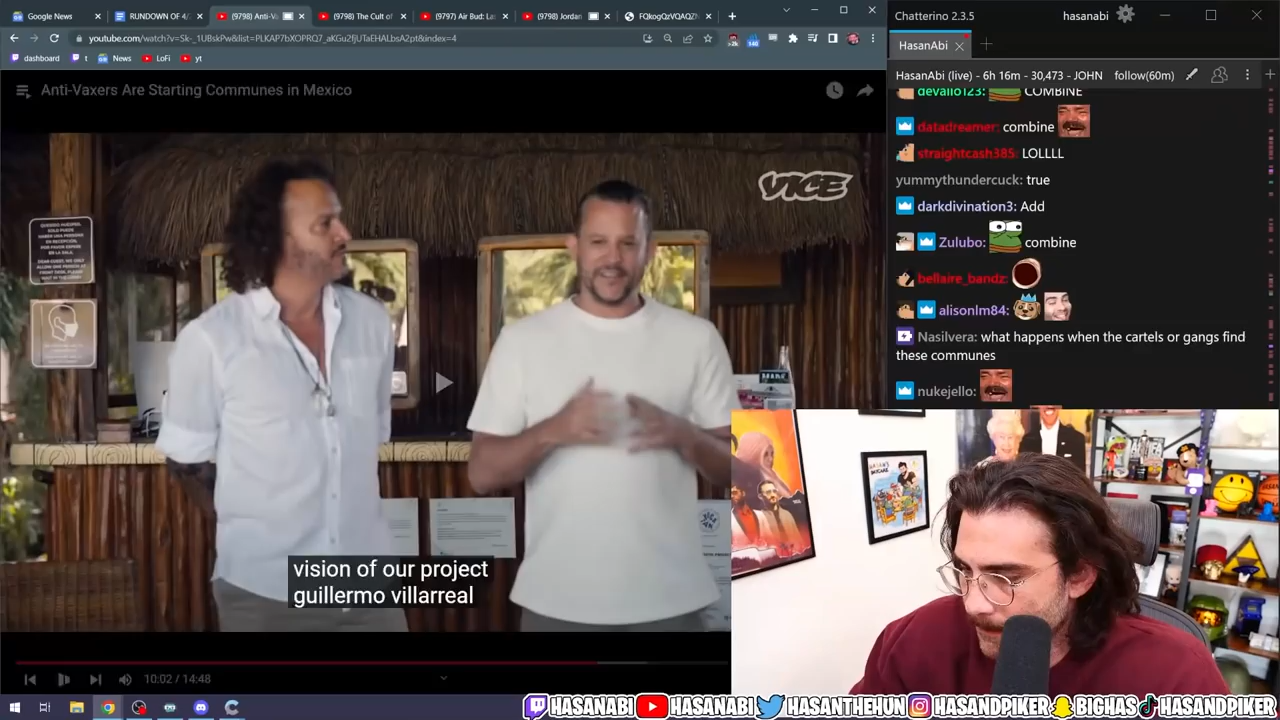 Google News
RUNDOWN OF 4/
(9798) Anti-Va
(9798) The Cult of
(9797) Air Bud: La
(9798) Jordan
FQkogQzVQAQZN
youtube.com/watch?v=Sk-_1UBskPw&list=PLKAP7bXOPRQ7_aKGu2fjUTaEHALbsA2pt&index=4
dashboard
t
News
LoFi
yt
Anti-Vaxers Are Starting Communes in Mexico
VICE
vision of our project
guillermo villarreal
10:02 / 14:48
Chatterino 2.3.5
hasanabi
HasanAbi
HasanAbi (live) - 6h 16m - 30,473 - JOHN
follow(60m)
devallo123: COMBINE
datadreamer: combine
straightcash385: LOLLLL
yummythundercuck: true
darkdivination3: Add
Zulubo: combine
bellaire_bandz:
alisonlm84:
Nasilvera: what happens when the cartels or gangs find
these communes
nukejello:
HASANABI
HASANABI
HASANTHEHUN
HASANDPIKER
BIGHAS
HASANDPIKER